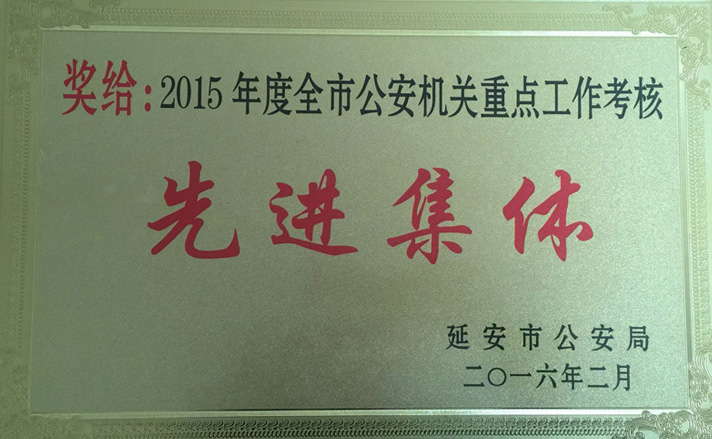 奖给:2015年度全市公安机关重点工作考核
先进集体
延安市公安局
二〇一六年二月